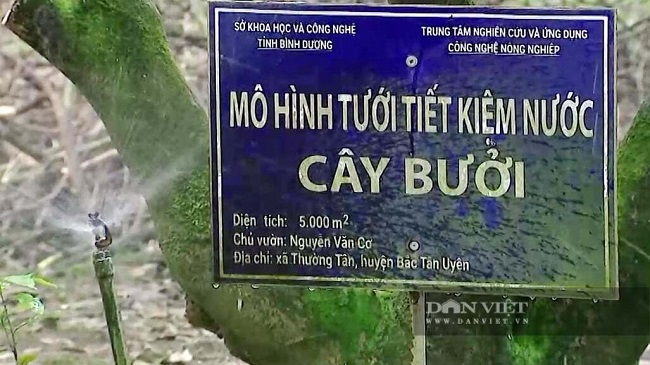 SỞ KHOA HỌC VÀ CÔNG NGHỆ
TỈNH BÌNH DƯƠNG
TRUNG TÂM NGHIÊN CỨU VÀ ỨNG DỤNG
CÔNG NGHỆ NÔNG NGHIỆP
MÔ HÌNH TƯỚI TIẾT KIỆM NƯỚC
CÂY BƯỞI
Diện tích: 5.000 m²
Chủ vườn: Nguyễn Văn Cơ
Địa chỉ: xã Thường Tân, huyện Bắc Tân Uyên
DÂN VIỆT
WWW.DANVIET.VN